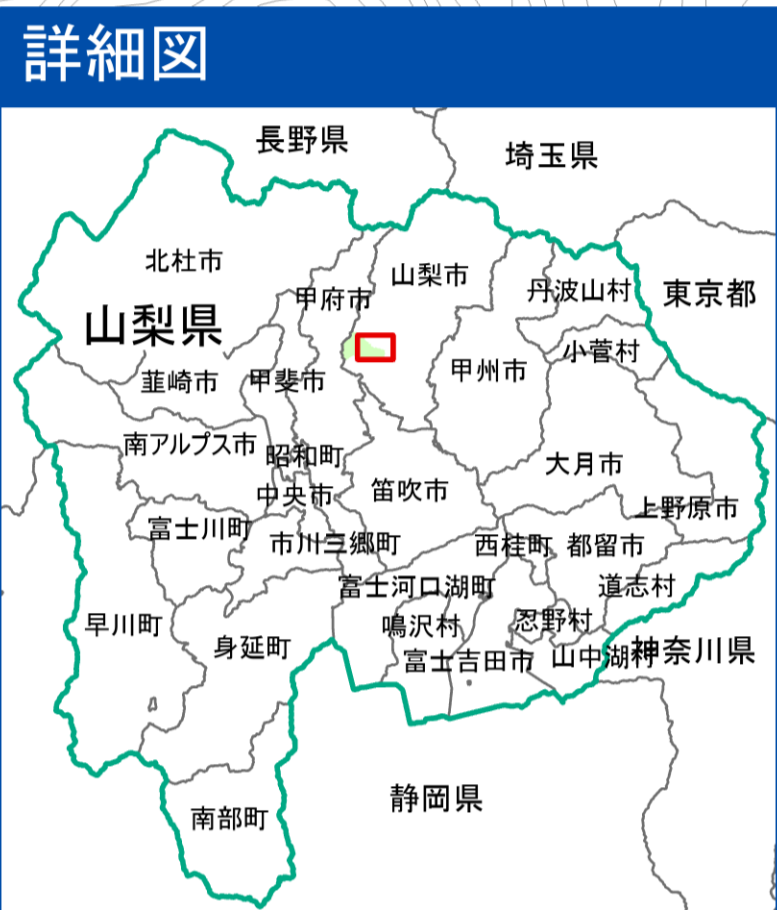 詳細図
長野県
埼玉県
北杜市
山梨市
甲府市
丹波山村
東京都
山梨県
小菅村
韮崎市
甲斐市
甲州市
南アルプス市
昭和町
大月市
中央市
笛吹市
上野原市
富士川町
市川三郷町
西桂町
都留市
富士河口湖町
道志村
早川町
鳴沢村
忍野村
身延町
富士吉田市
山中湖村
神奈川県
静岡県
南部町